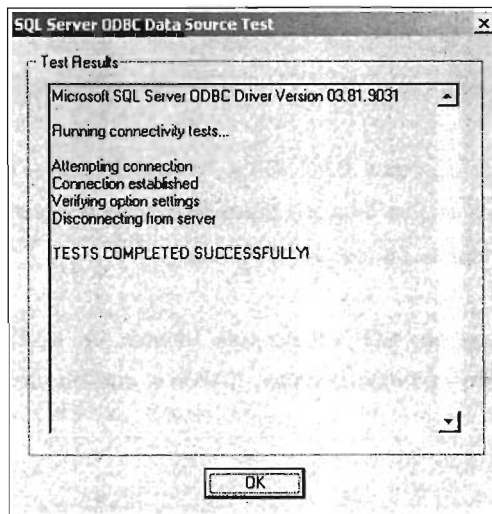 SQL Server ODBC Data Source Test
Test Results
Microsoft SQL Server ODBC Driver Version 03.81.9031
Running connectivity tests...
Attempting connection
Connection established
Verifying option settings
Disconnecting from server
TESTS COMPLETED SUCCESSFULLY!
OK